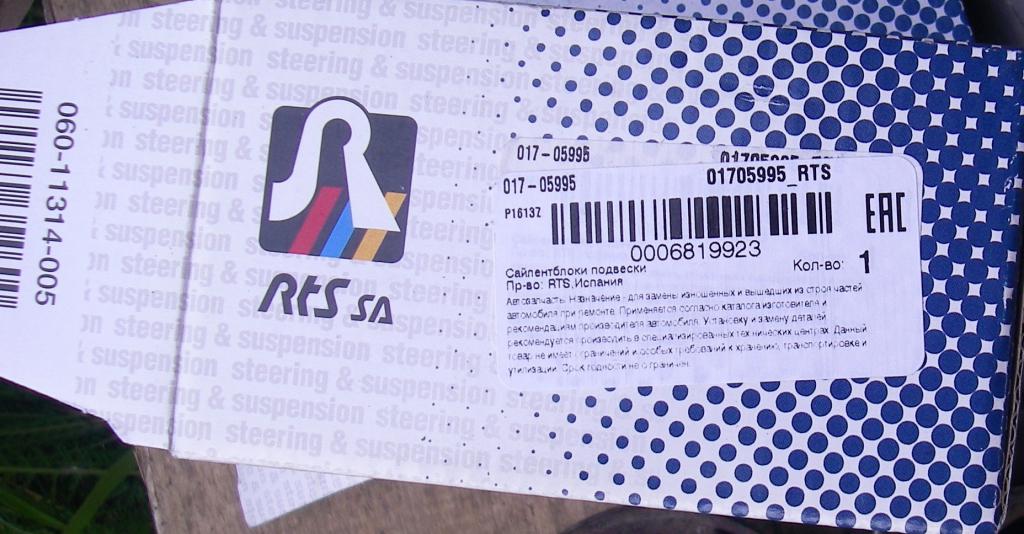 steering & suspension
060-1131-4-005
RTS SA
017-05995
017-05995
01705995_RTS
P1613Z
EAC
0006819923
Сайлентблоки подвески
Кол-во: 1
Пр-во: RTS,Испания
Автозапчасть. Назначение - для замены изношенных и вышедших из строя частей
автомобиля при ремонте. Применяется согласно каталога изготовителя и
рекомендациям производителя автомобиля. Установку и замену деталей
рекомендуется производить в специализированных технических центрах. Данный
товар не имеет ограничений и особых требований к хранению, транспортировке и
утилизации. Срок годности не ограничен.